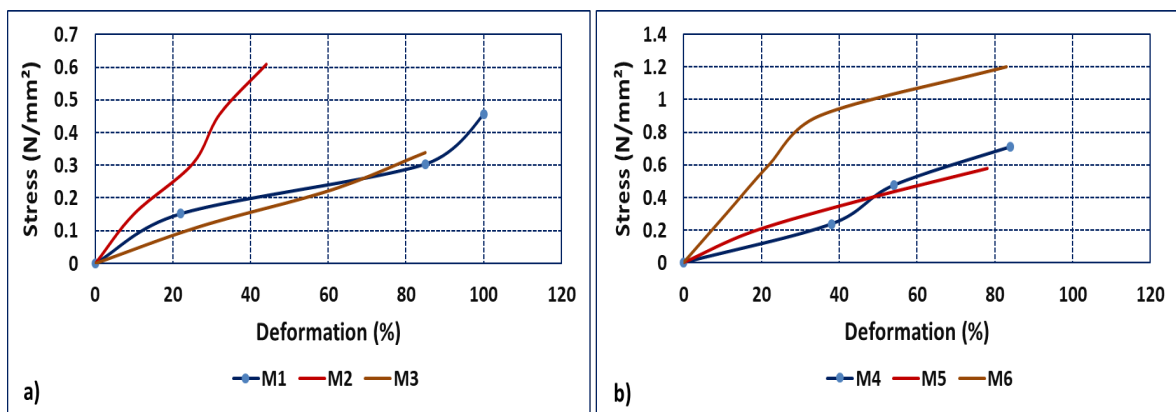 0.7
0.6
0.5
0.4
0.3
0.2
0.1
0
Stress (N/mm²)
0 20 40 60 80 100 120
Deformation (%)
M1 M2 M3
a)
1.4
1.2
1
0.8
0.6
0.4
0.2
0
Stress (N/mm²)
0 20 40 60 80 100 120
Deformation (%)
M4 M5 M6
b)